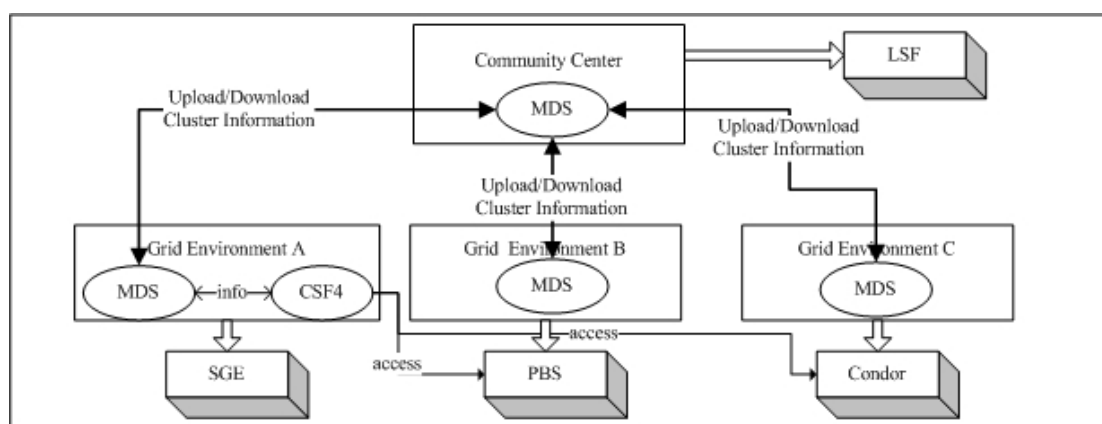 Community Center
LSF
MDS
Upload/Download
Cluster Information
Upload/Download
Cluster Information
Upload/Download
Cluster Information
Grid Environment A
Grid Environment B
Grid Environment C
MDS
info
CSF4
MDS
MDS
access
access
SGE
PBS
Condor